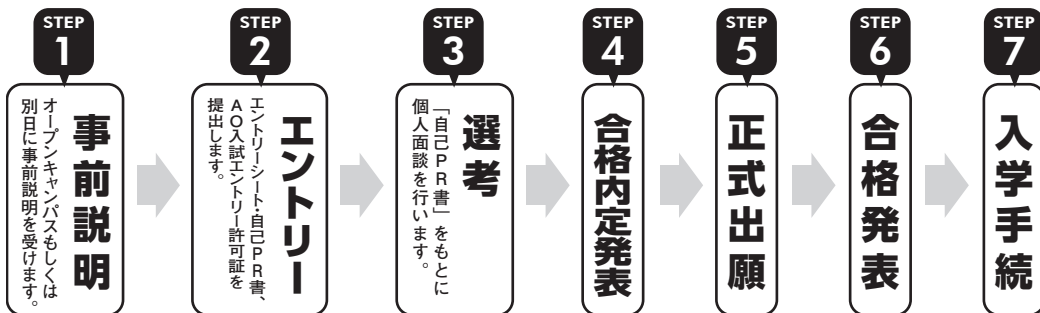 STEP
1
事前説明
オープンキャンパスもしくは
別日に事前説明を受けます。
STEP
2
エントリー
エントリーシート・自己PR書、
AO入試エントリー許可証を
提出します。
STEP
3
選考
「自己PR書」をもとに
個人面談を行います。
STEP
4
合格内定発表
STEP
5
正式出願
STEP
6
合格発表
STEP
7
入学手続